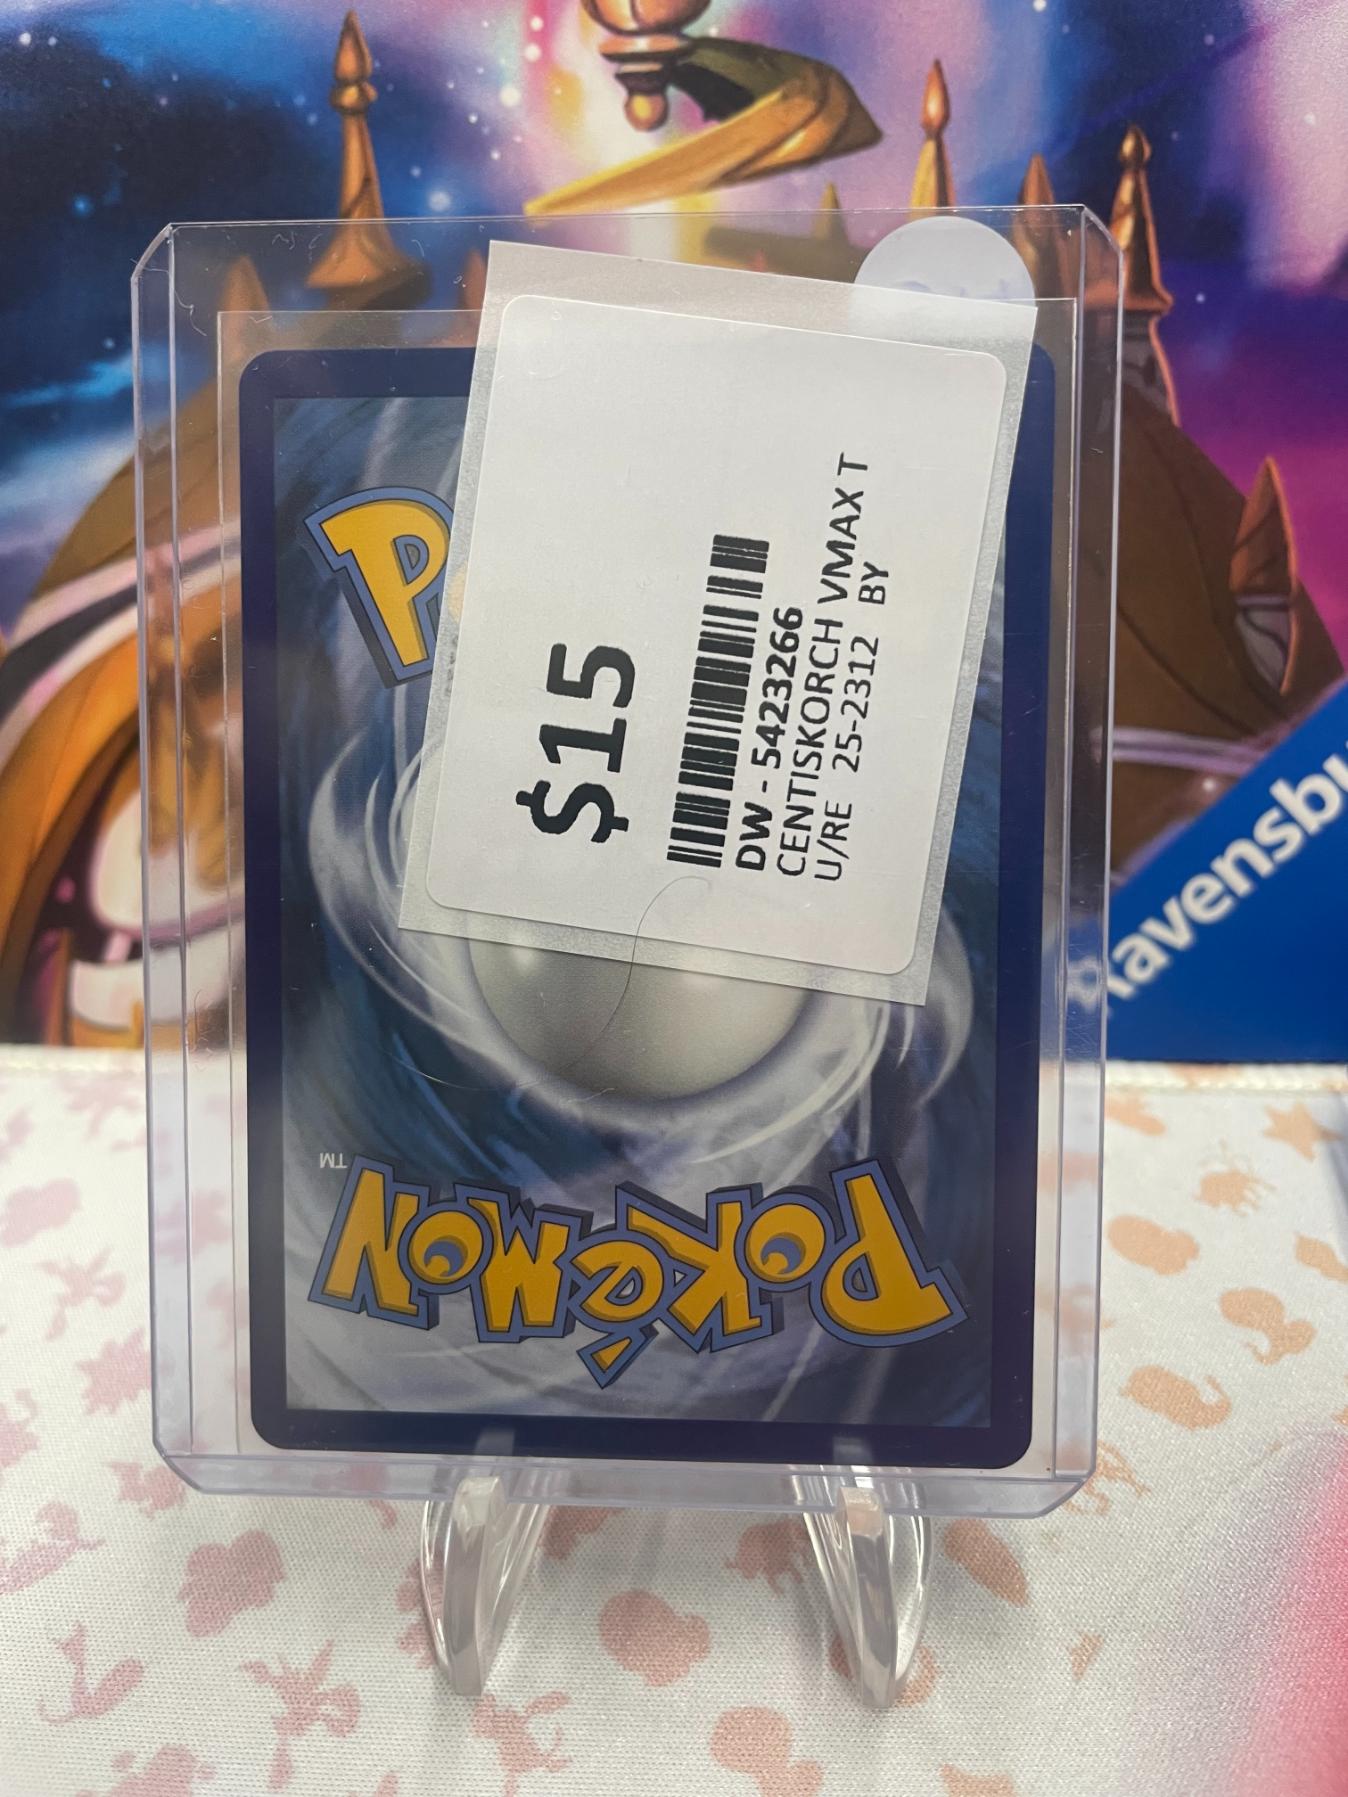 $15
DW - 5423266
CENTISKORCH VMAX T
U/RE 25-2312 BY
P
POKéMON
TM
Ravensbu